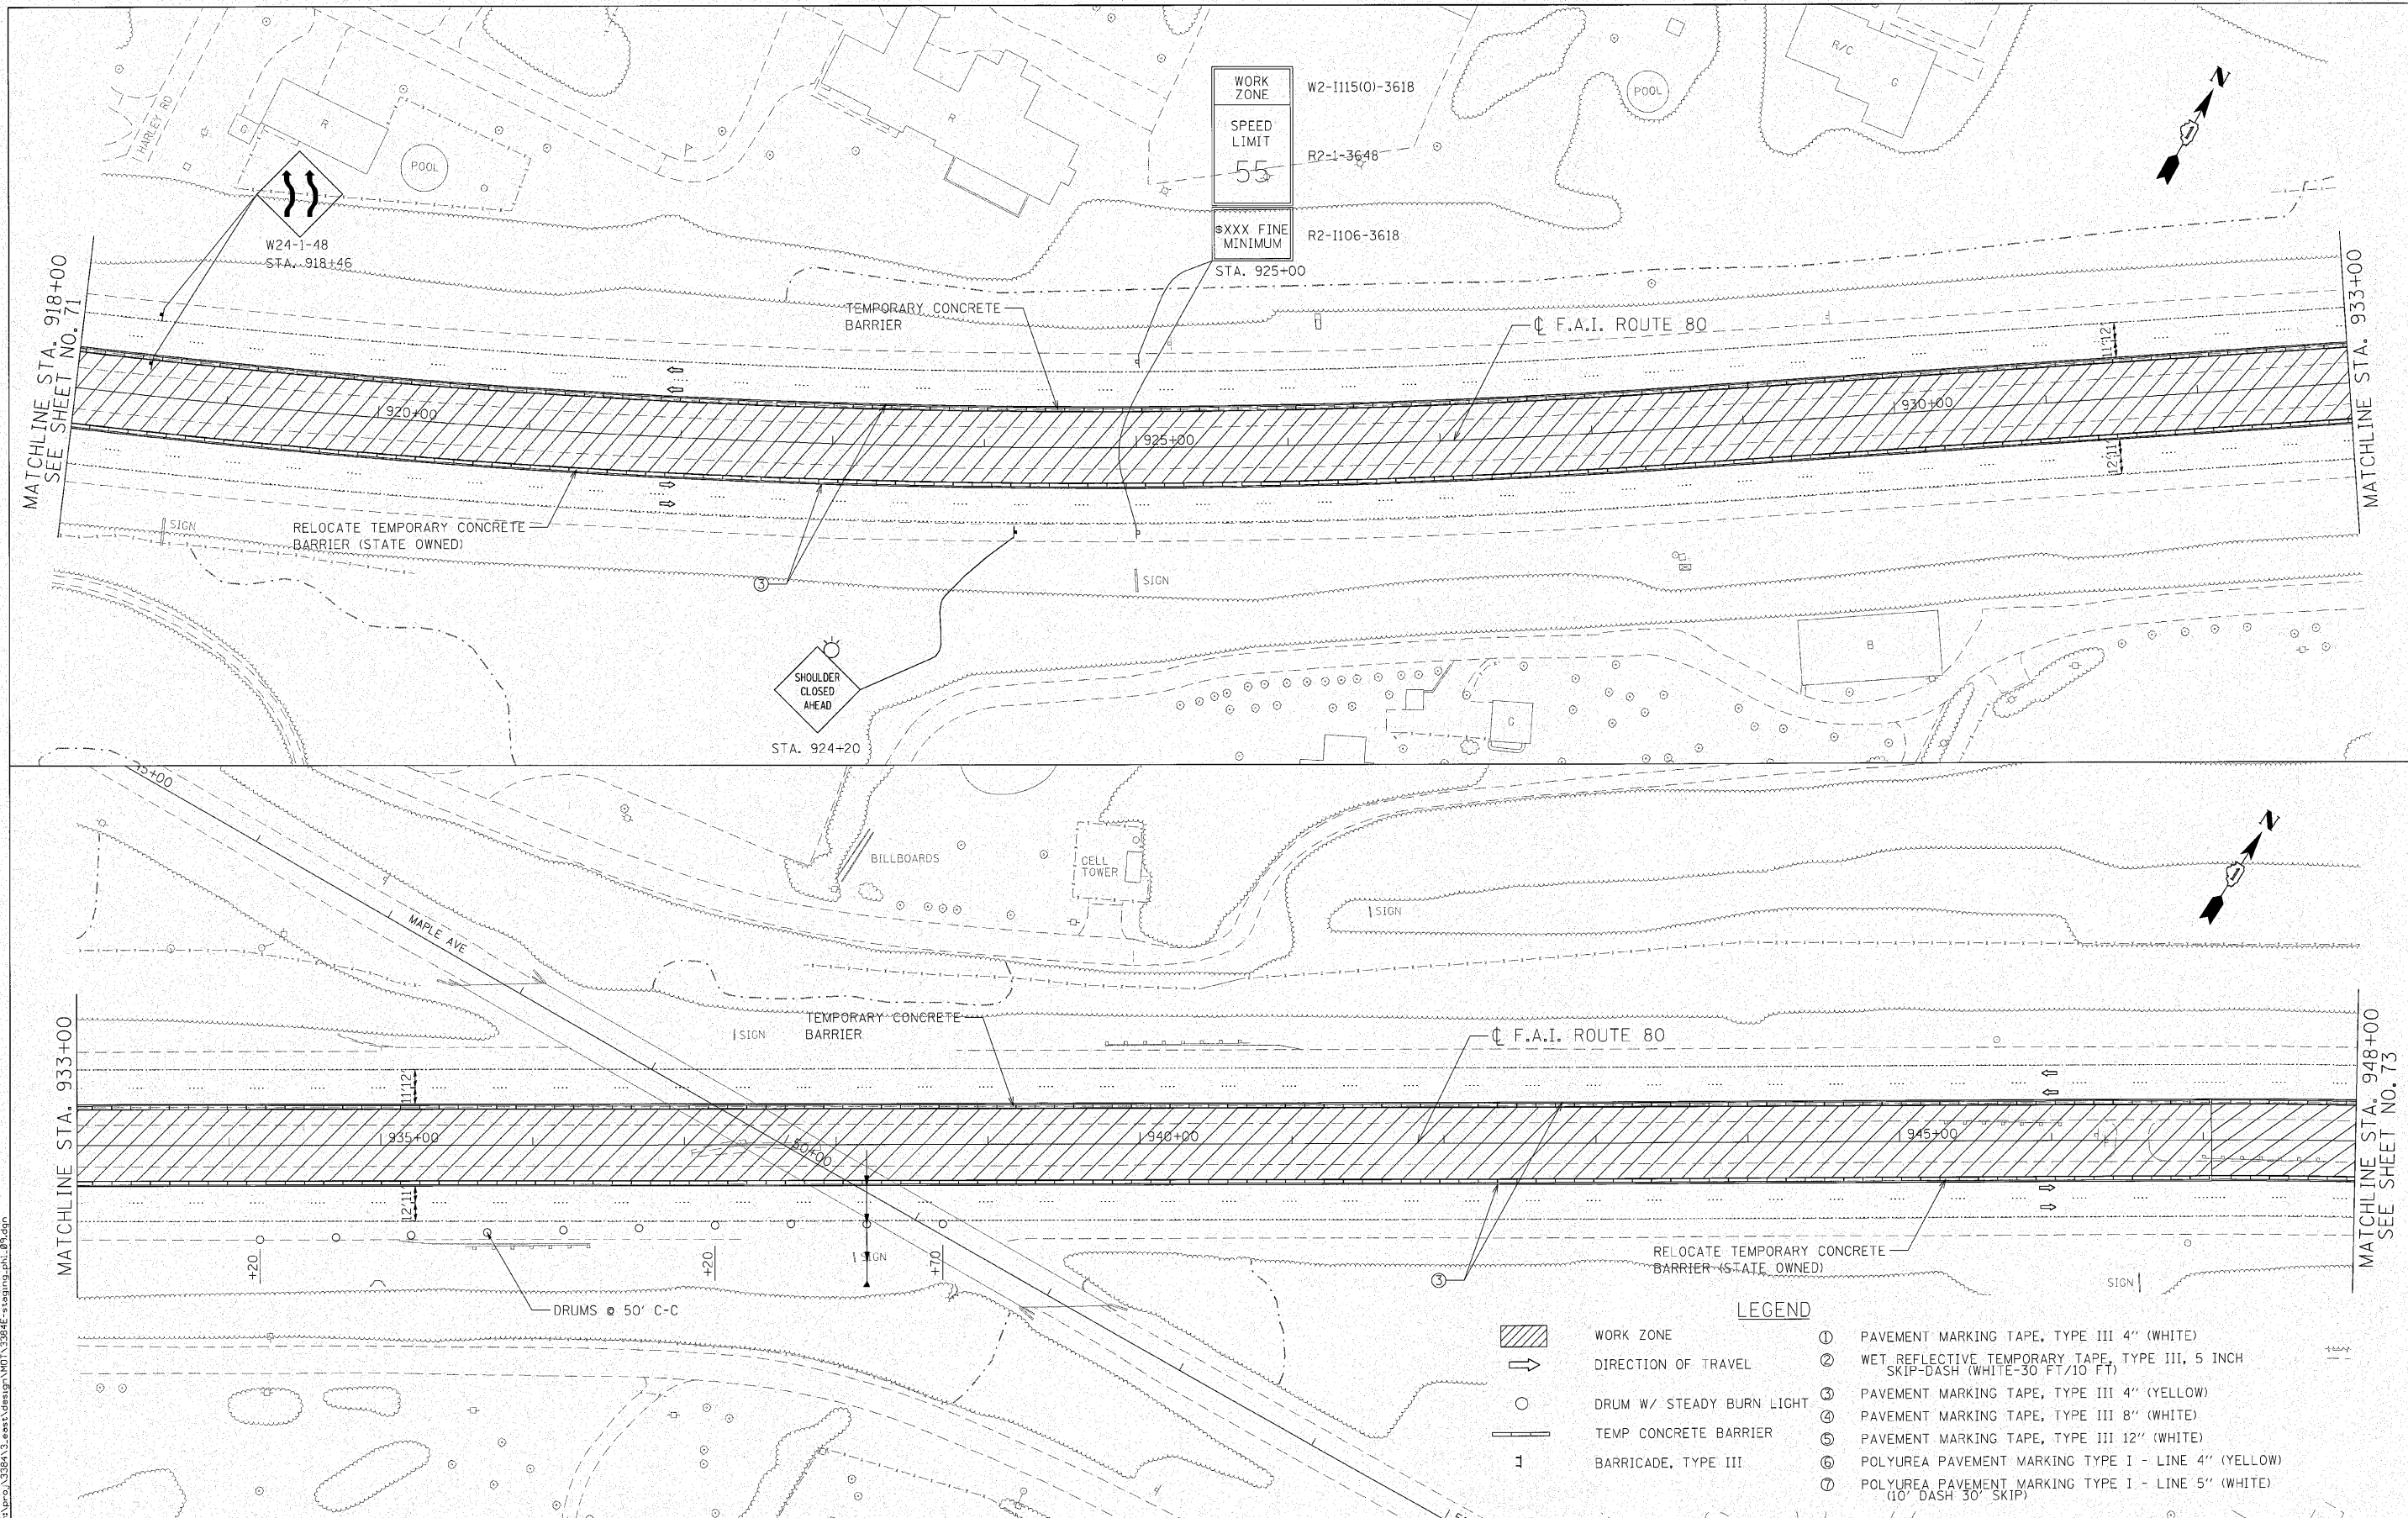 HARLEY RD
R
G
POOL
W24-1-48
STA. 918+46
R
WORK
ZONE
W2-I115(O)-3618
SPEED
LIMIT
55
R2-1-3648
$XXX FINE
MINIMUM
R2-I106-3618
STA. 925+00
POOL
R/C
G
N
MATCHLINE STA. 918+00
SEE SHEET NO. 71
TEMPORARY CONCRETE
BARRIER
℄ F.A.I. ROUTE 80
11'
12'
920+00
925+00
930+00
12'
11'
MATCHLINE STA. 933+00
SIGN
RELOCATE TEMPORARY CONCRETE
BARRIER (STATE OWNED)
3
SIGN
SHOULDER
CLOSED
AHEAD
STA. 924+20
G
B
BILLBOARDS
CELL
TOWER
SIGN
N
MAPLE AVE
MATCHLINE STA. 933+00
SIGN
TEMPORARY CONCRETE
BARRIER
℄ F.A.I. ROUTE 80
11'
12'
935+00
50+00
940+00
945+00
12'
11'
MATCHLINE STA. 948+00
SEE SHEET NO. 73
+20
+20
SIGN
+70
DRUMS @ 50' C-C
3
RELOCATE TEMPORARY CONCRETE
BARRIER (STATE OWNED)
SIGN
LEGEND
WORK ZONE
DIRECTION OF TRAVEL
DRUM W/ STEADY BURN LIGHT
TEMP CONCRETE BARRIER
BARRICADE, TYPE III
1 PAVEMENT MARKING TAPE, TYPE III 4" (WHITE)
2 WET REFLECTIVE TEMPORARY TAPE, TYPE III, 5 INCH
SKIP-DASH (WHITE-30 FT/10 FT)
3 PAVEMENT MARKING TAPE, TYPE III 4" (YELLOW)
4 PAVEMENT MARKING TAPE, TYPE III 8" (WHITE)
5 PAVEMENT MARKING TAPE, TYPE III 12" (WHITE)
6 POLYUREA PAVEMENT MARKING TYPE I - LINE 4" (YELLOW)
7 POLYUREA PAVEMENT MARKING TYPE I - LINE 5" (WHITE)
(10' DASH 30' SKIP)